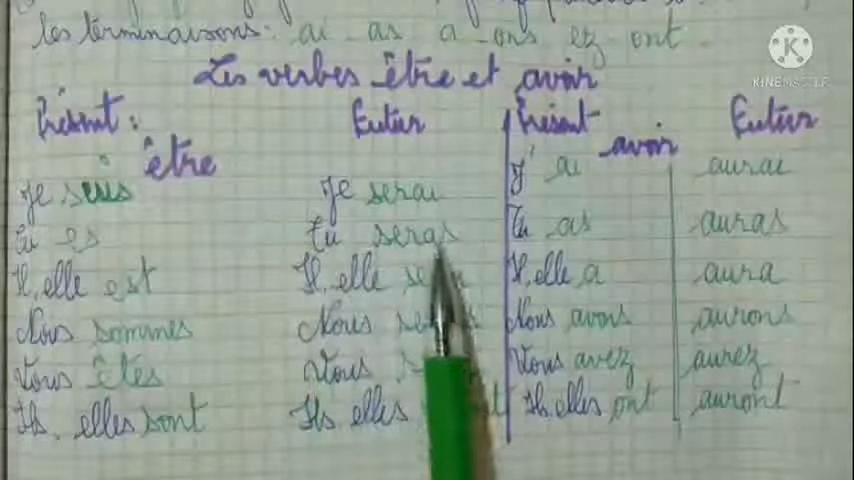 les terminaisons: ai as a ons ez ont
KINEMASTER
Les verbes être et avoir
Présent: Futur Présent Futur
être avoir
Je suis Je serai J'ai aurai
Tu es Tu seras Tu as auras
Il, elle est Il, elle Il, elle a aura
Nous sommes Nous Nous avons aurons
Vous êtes Vous Vous avez aurez
Ils, elles sont Ils, elles Ils, elles ont auront